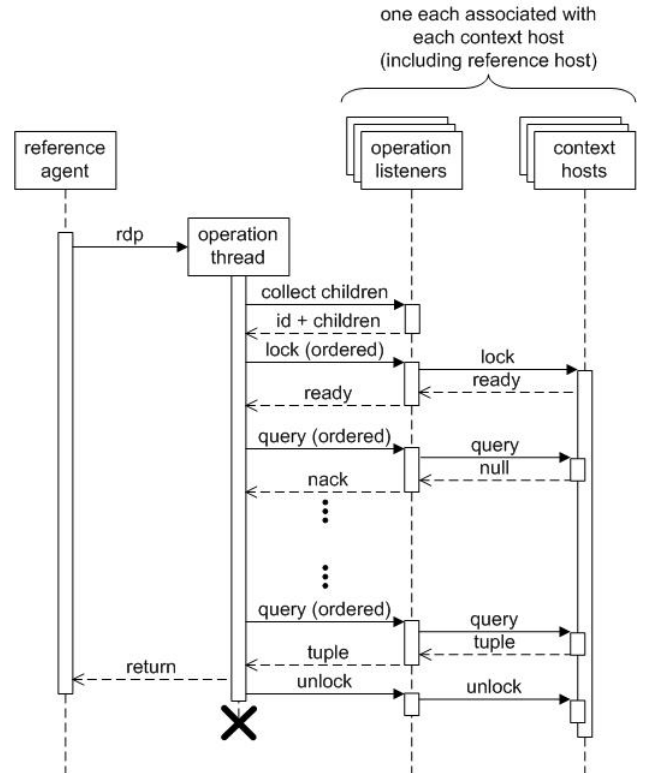 one each associated with
each context host
(including reference host)
reference
agent
operation
listeners
context
hosts
rdp
operation
thread
collect children
id + children
lock (ordered)
lock
ready
ready
query (ordered)
query
null
nack
query (ordered)
query
tuple
tuple
return
unlock
unlock